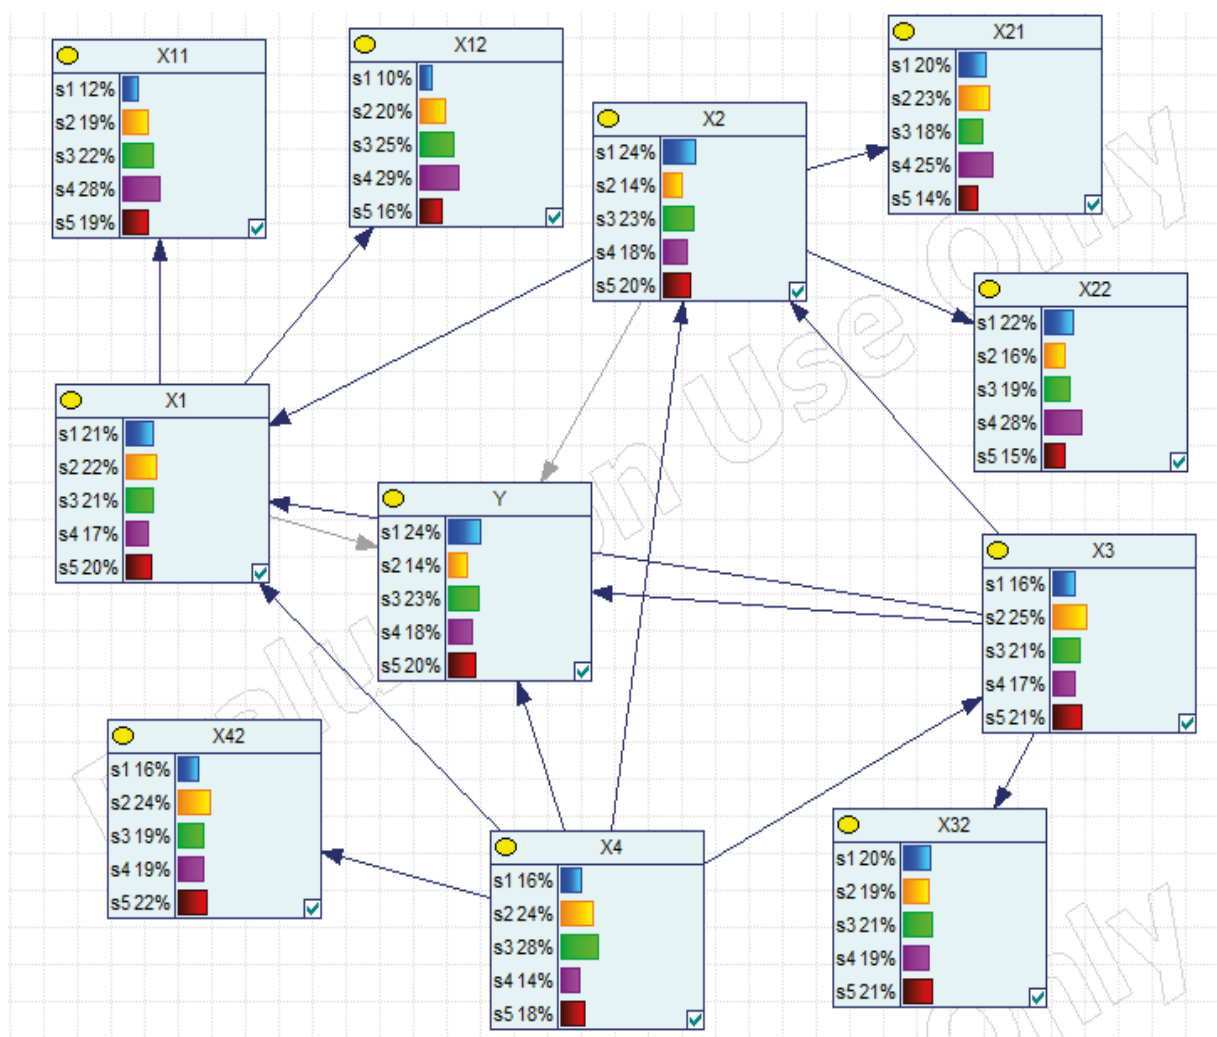 X11
s1 12%
s2 19%
s3 22%
s4 28%
s5 19%
X12
s1 10%
s2 20%
s3 25%
s4 29%
s5 16%
X2
s1 24%
s2 14%
s3 23%
s4 18%
s5 20%
X21
s1 20%
s2 23%
s3 18%
s4 25%
s5 14%
X22
s1 22%
s2 16%
s3 19%
s4 28%
s5 15%
X1
s1 21%
s2 22%
s3 21%
s4 17%
s5 20%
Y
s1 24%
s2 14%
s3 23%
s4 18%
s5 20%
X3
s1 16%
s2 25%
s3 21%
s4 17%
s5 21%
X42
s1 16%
s2 24%
s3 19%
s4 19%
s5 22%
X4
s1 16%
s2 24%
s3 28%
s4 14%
s5 18%
X32
s1 20%
s2 19%
s3 21%
s4 19%
s5 21%
Use Only
only